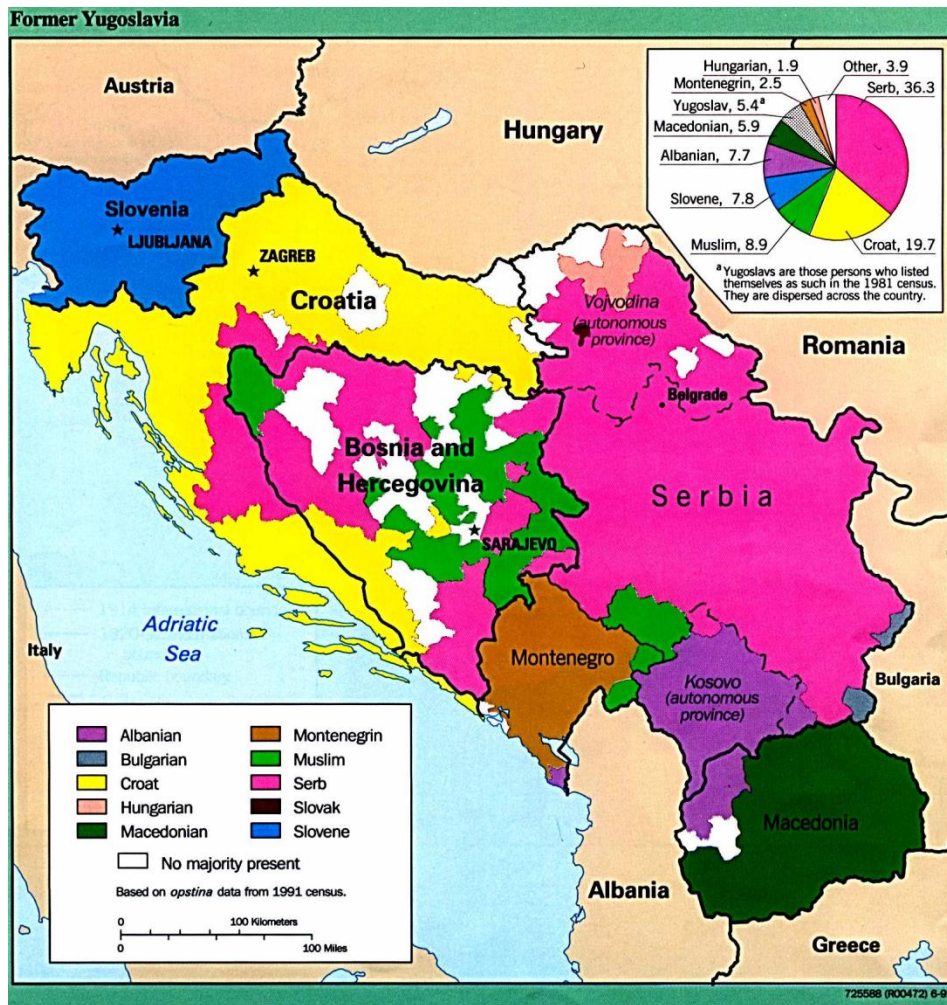 Former Yugoslavia
Austria
Hungary
Slovenia
LJUBLJANA
ZAGREB
Croatia
Vojvodina
(autonomous
province)
Romania
Belgrade
Bosnia and
Hercegovina
Serbia
SARAJEVO
Adriatic
Sea
Italy
Montenegro
Kosovo
(autonomous
province)
Bulgaria
Macedonia
Albania
Greece
Hungarian, 1.9
Other, 3.9
Montenegrin, 2.5
Serb, 36.3
Yugoslav, 5.4 a
Macedonian, 5.9
Albanian, 7.7
Slovene, 7.8
Muslim, 8.9
Croat, 19.7
a Yugoslavs are those persons who listed
themselves as such in the 1981 census.
They are dispersed across the country.
Albanian
Bulgarian
Croat
Hungarian
Macedonian
Montenegrin
Muslim
Serb
Slovak
Slovene
No majority present
Based on opstina data from 1991 census.
0 100 Kilometers
0 100 Miles
725588 (R00472)